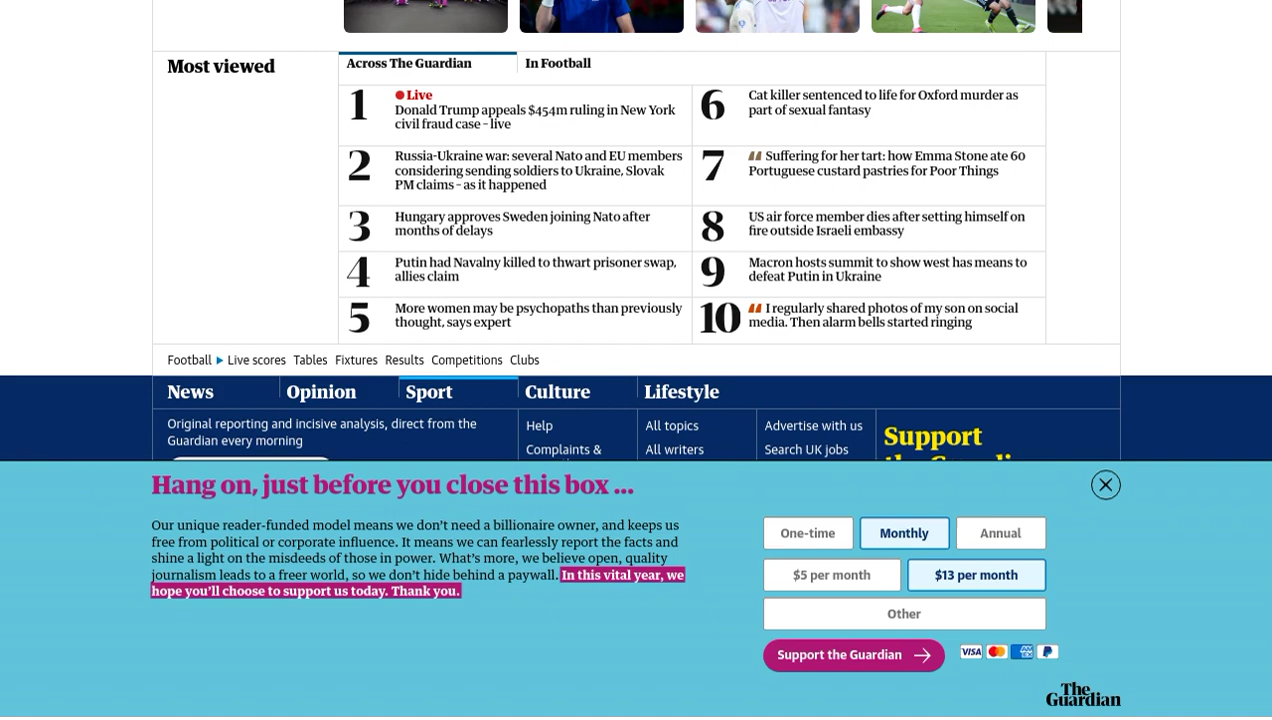 Most viewed
Across The Guardian
In Football
1
Live
Donald Trump appeals $454m ruling in New York
civil fraud case – live
2
Russia-Ukraine war: several Nato and EU members
considering sending soldiers to Ukraine, Slovak
PM claims – as it happened
3
Hungary approves Sweden joining Nato after
months of delays
4
Putin had Navalny killed to thwart prisoner swap,
allies claim
5
More women may be psychopaths than previously
thought, says expert
6
Cat killer sentenced to life for Oxford murder as
part of sexual fantasy
7
Suffering for her tart: how Emma Stone ate 60
Portuguese custard pastries for Poor Things
8
US air force member dies after setting himself on
fire outside Israeli embassy
9
Macron hosts summit to show west has means to
defeat Putin in Ukraine
10
I regularly shared photos of my son on social
media. Then alarm bells started ringing
Football Live scores Tables Fixtures Results Competitions Clubs
News Opinion Sport Culture Lifestyle
Original reporting and incisive analysis, direct from the
Guardian every morning
Help
Complaints &
All topics
All writers
Advertise with us
Search UK jobs
Support
the Guardian
Hang on, just before you close this box ...
Our unique reader-funded model means we don't need a billionaire owner, and keeps us
free from political or corporate influence. It means we can fearlessly report the facts and
shine a light on the misdeeds of those in power. What's more, we believe open, quality
journalism leads to a freer world, so we don't hide behind a paywall. In this vital year, we
hope you'll choose to support us today. Thank you.
One-time
Monthly
Annual
$5 per month
$13 per month
Other
Support the Guardian
VISA
The
Guardian